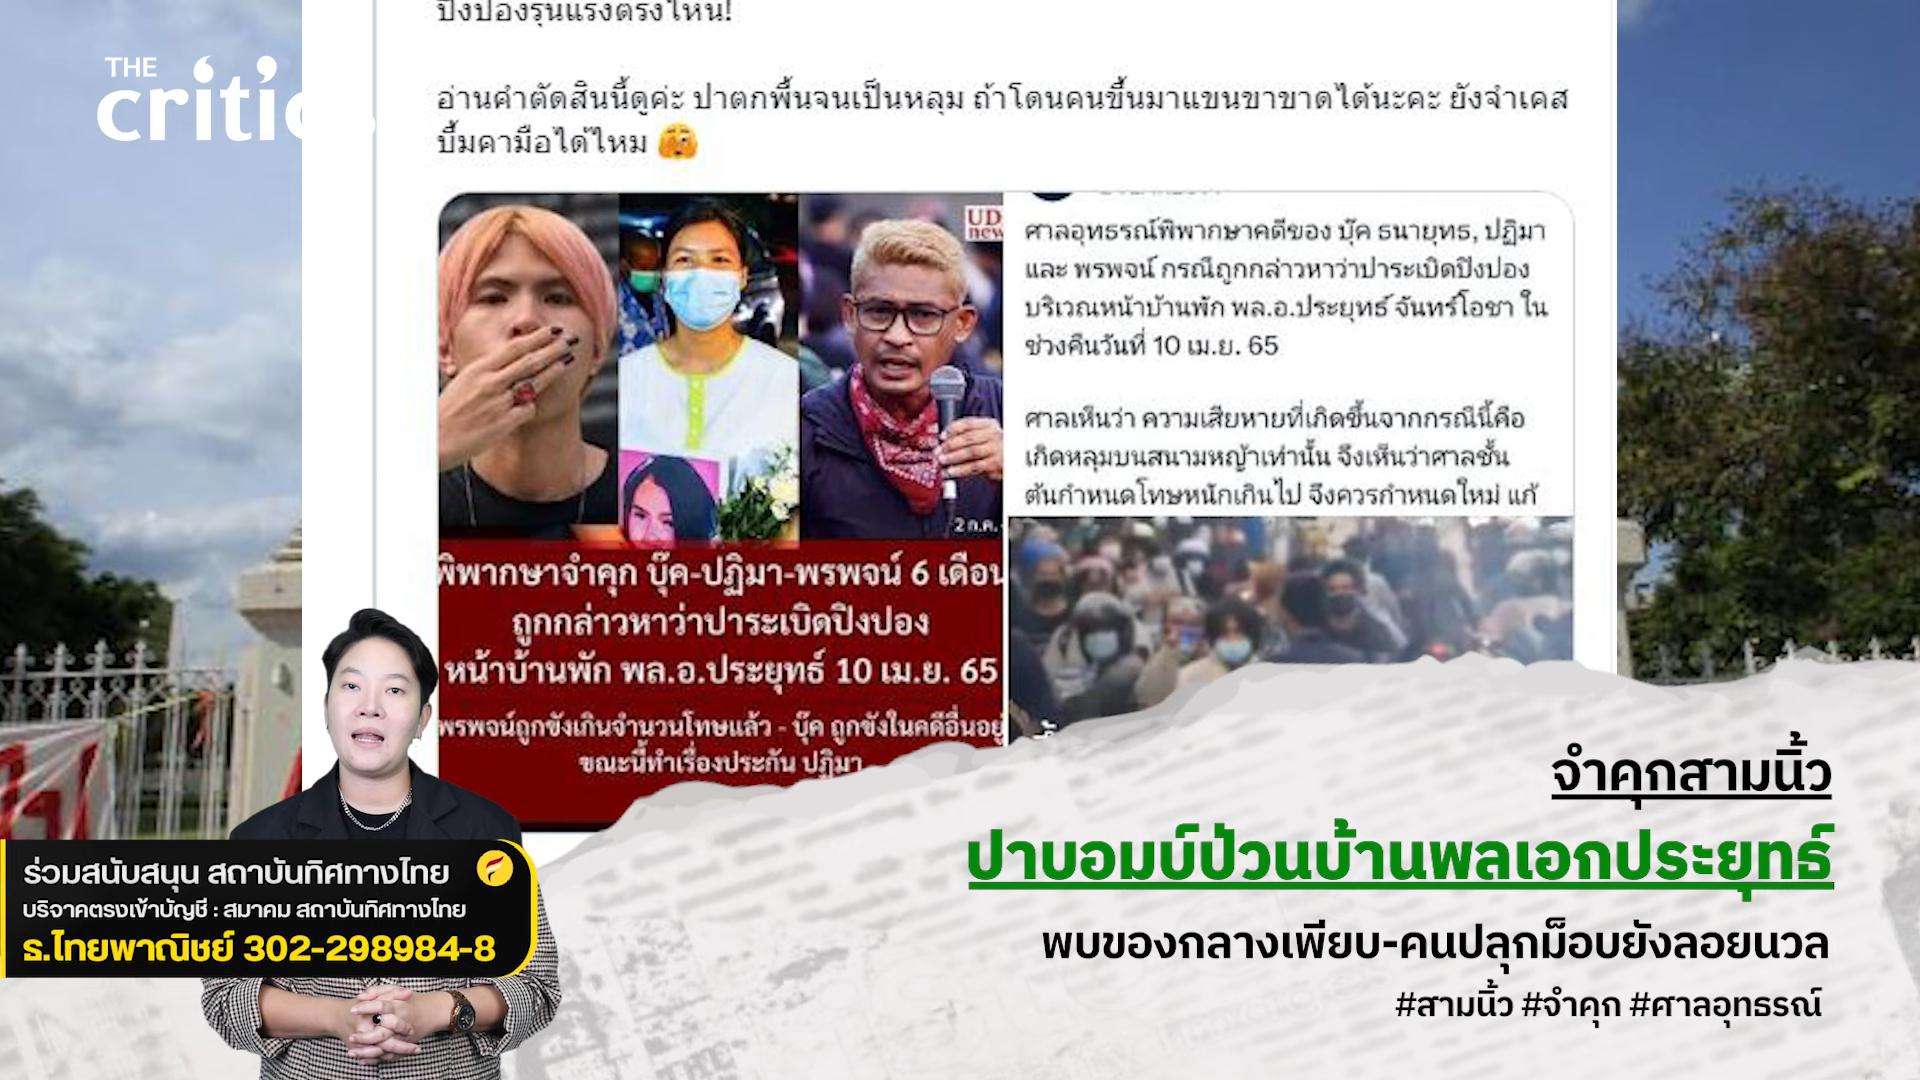 ปิงปองรุนแรงตรงไหน!
THE
critic
อ่านคำตัดสินนี้ดูค่ะ ปาตกพื้นจนเป็นหลุม ถ้าโดนคนขึ้นมาแขนขาขาดได้นะคะ ยังจำเคส
บึ้มคามือได้ไหม
UD
new
ศาลอุทธรณ์พิพากษาคดีของ บุ๊ค ธนายุทธ, ปฏิมา
และ พรพจน์ กรณีถูกกล่าวหาว่าปาระเบิดปิงปอง
บริเวณหน้าบ้านพัก พล.อ.ประยุทธ์ จันทร์โอชา ใน
ช่วงคืนวันที่ 10 เม.ย. 65
ศาลเห็นว่า ความเสียหายที่เกิดขึ้นจากกรณีนี้คือ
เกิดหลุมบนสนามหญ้าเท่านั้น จึงเห็นว่าศาลชั้น
ต้นกำหนดโทษหนักเกินไป จึงควรกำหนดใหม่ แก้
2 ก.ค.
พิพากษาจำคุก บุ๊ค-ปฏิมา-พรพจน์ 6 เดือน
ถูกกล่าวหาว่าปาระเบิดปิงปอง
หน้าบ้านพัก พล.อ.ประยุทธ์ 10 เม.ย. 65
พรพจน์ถูกขังเกินจำนวนโทษแล้ว - บุ๊ค ถูกขังในคดีอื่นอยู่
ขณะนี้ทำเรื่องประกัน ปฏิมา
จำคุกสามนิ้ว
ปาบอมบ์ป่วนบ้านพลเอกประยุทธ์
พบของกลางเพียบ-คนปลุกม็อบยังลอยนวล
#สามนิ้ว #จำคุก #ศาลอุทธรณ์
ร่วมสนับสนุน สถาบันทิศทางไทย
บริจาคตรงเข้าบัญชี : สมาคม สถาบันทิศทางไทย
ธ.ไทยพาณิชย์ 302-298984-8